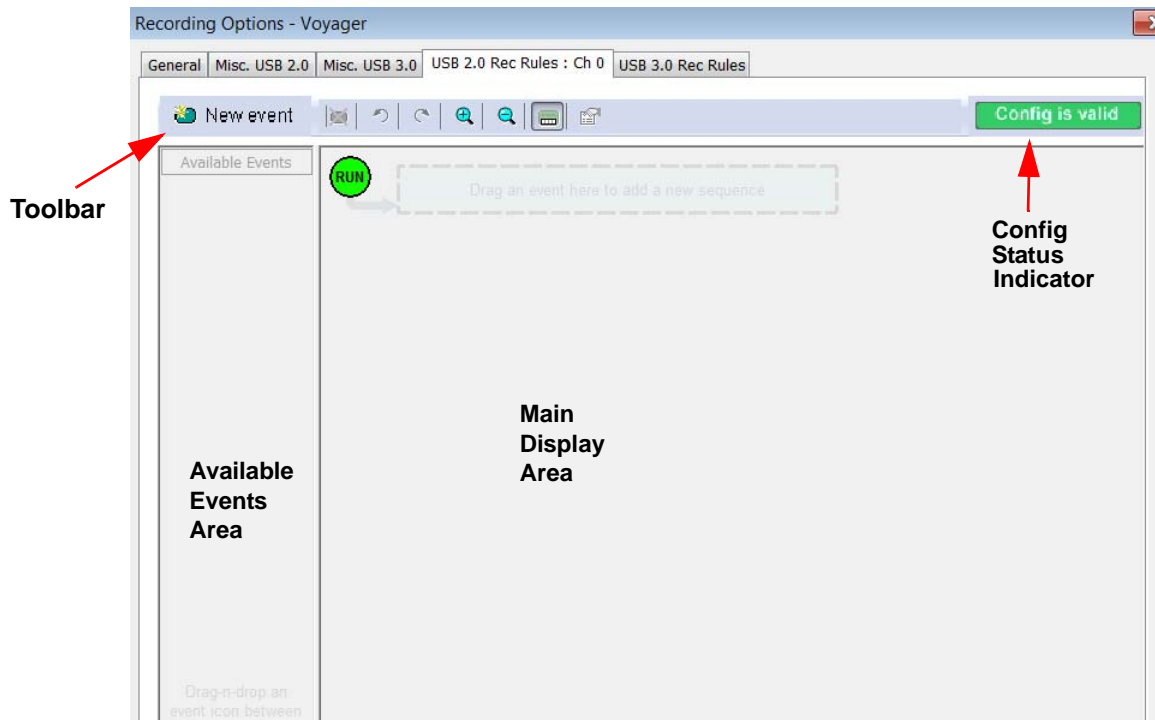 Recording Options - Voyager
General Misc. USB 2.0 Misc. USB 3.0 USB 2.0 Rec Rules : Ch 0 USB 3.0 Rec Rules
New event
Config is valid
Available Events
RUN
Drag an event here to add a new sequence
Toolbar
Config
Status
Indicator
Main
Display
Area
Available
Events
Area
Drag-n-drop an
event icon between